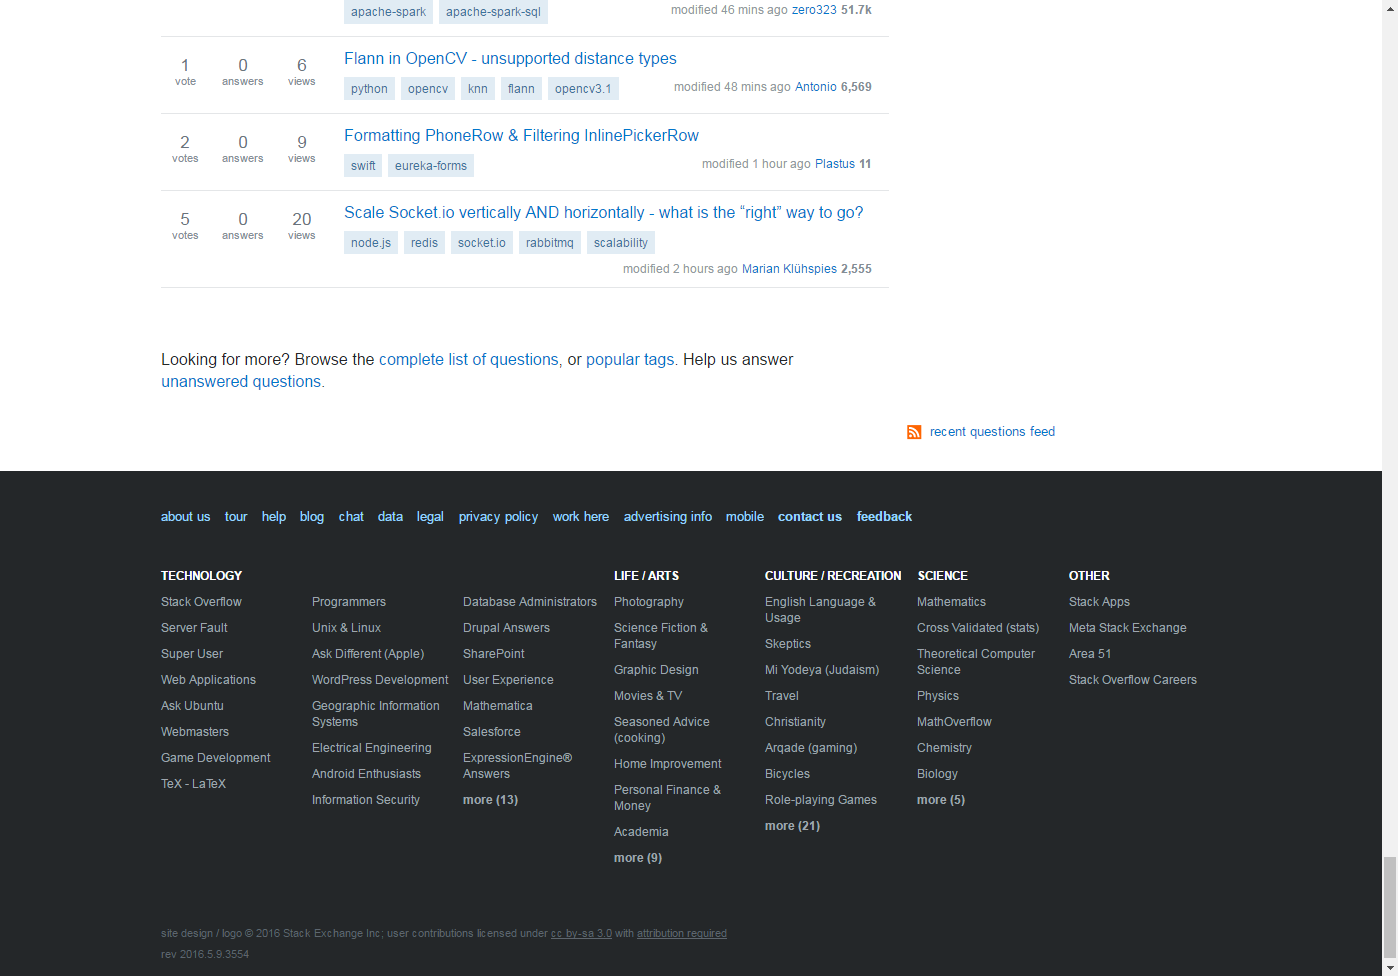 apache-spark apache-spark-sql modified 46 mins ago zero323 51.7k
1 vote 0 answers 6 views
Flann in OpenCV - unsupported distance types
python opencv knn flann opencv3.1 modified 48 mins ago Antonio 6,569
2 votes 0 answers 9 views
Formatting PhoneRow & Filtering InlinePickerRow
swift eureka-forms modified 1 hour ago Plastus 11
5 votes 0 answers 20 views
Scale Socket.io vertically AND horizontally - what is the “right” way to go?
node.js redis socket.io rabbitmq scalability
modified 2 hours ago Marian Klühspies 2,555
Looking for more? Browse the complete list of questions, or popular tags. Help us answer
unanswered questions.
recent questions feed
about us tour help blog chat data legal privacy policy work here advertising info mobile contact us feedback
TECHNOLOGY
Stack Overflow
Server Fault
Super User
Web Applications
Ask Ubuntu
Webmasters
Game Development
TeX - LaTeX
Programmers
Unix & Linux
Ask Different (Apple)
WordPress Development
Geographic Information
Systems
Electrical Engineering
Android Enthusiasts
Information Security
Database Administrators
Drupal Answers
SharePoint
User Experience
Mathematica
Salesforce
ExpressionEngine®
Answers
more (13)
LIFE / ARTS
Photography
Science Fiction &
Fantasy
Graphic Design
Movies & TV
Seasoned Advice
(cooking)
Home Improvement
Personal Finance &
Money
Academia
more (9)
CULTURE / RECREATION
English Language &
Usage
Skeptics
Mi Yodeya (Judaism)
Travel
Christianity
Arqade (gaming)
Bicycles
Role-playing Games
more (21)
SCIENCE
Mathematics
Cross Validated (stats)
Theoretical Computer
Science
Physics
MathOverflow
Chemistry
Biology
more (5)
OTHER
Stack Apps
Meta Stack Exchange
Area 51
Stack Overflow Careers
site design / logo © 2016 Stack Exchange Inc; user contributions licensed under cc by-sa 3.0 with attribution required
rev 2016.5.9.3554